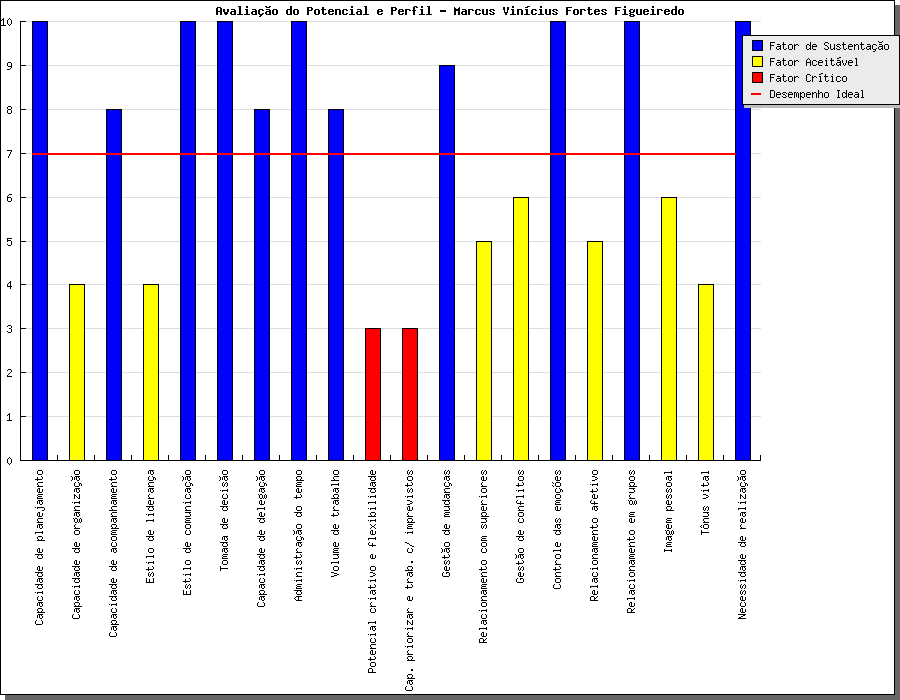 Avaliação do Potencial e Perfil - Marcus Vinícius Fortes Figueiredo
Fator de Sustentação
Fator Aceitável
Fator Crítico
Desempenho Ideal
10
9
8
7
6
5
4
3
2
1
0
Capacidade de planejamento
Capacidade de organização
Capacidade de acompanhamento
Estilo de liderança
Estilo de comunicação
Tomada de decisão
Capacidade de delegação
Administração do tempo
Volume de trabalho
Potencial criativo e flexibilidade
Cap. priorizar e trab. c/ imprevistos
Gestão de mudanças
Relacionamento com superiores
Gestão de conflitos
Controle das emoções
Relacionamento afetivo
Relacionamento em grupos
Imagem pessoal
Tônus vital
Necessidade de realização